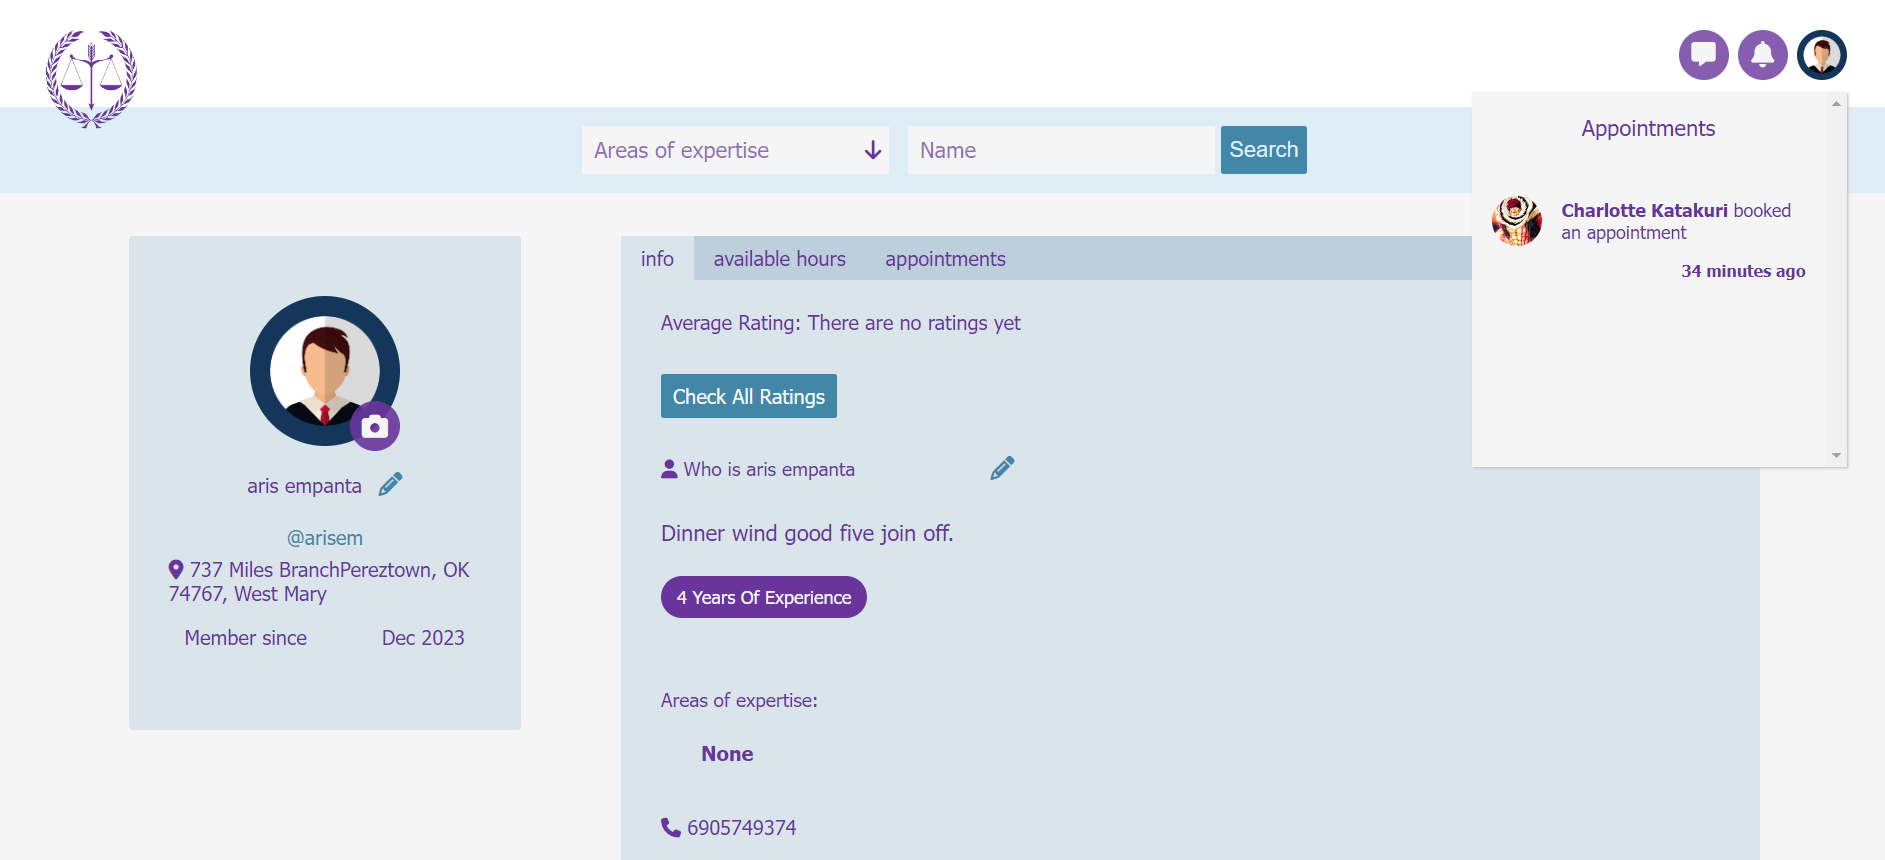 Areas of expertise
Name
Search
Appointments
Charlotte Katakuri booked
an appointment
34 minutes ago
aris empanta
@arisem
737 Miles BranchPereztown, OK
74767, West Mary
Member since Dec 2023
info available hours appointments
Average Rating: There are no ratings yet
Check All Ratings
Who is aris empanta
Dinner wind good five join off.
4 Years Of Experience
Areas of expertise:
None
6905749374